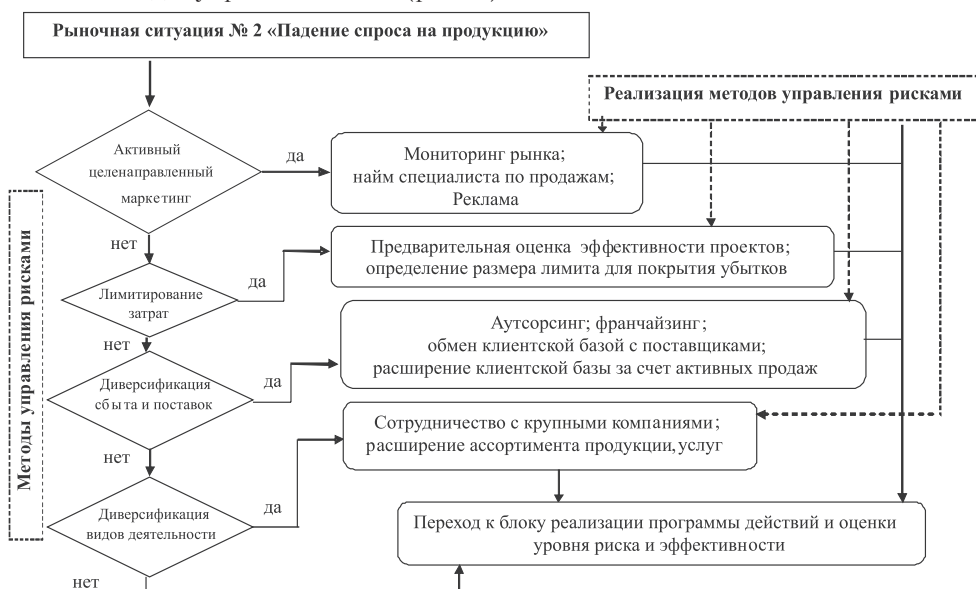 Рыночная ситуация № 2 «Падение спроса на продукцию»
Реализация методов управления рисками
Активный
целенаправленный
маркетинг
да
Мониторинг рынка;
найм специалиста по продажам;
Реклама
нет
Методы управления рисками
Лимитирование
затрат
да
Предварительная оценка эффективности проектов;
определение размера лимита для покрытия убытков
нет
Диверсификация
сбыта и поставок
да
Аутсорсинг; франчайзинг;
обмен клиентской базой с поставщиками;
расширение клиентской базы за счет активных продаж
нет
Диверсификация
видов деятельности
да
Сотрудничество с крупными компаниями;
расширение ассортимента продукции, услуг
нет
Переход к блоку реализации программы действий и оценки
уровня риска и эффективности